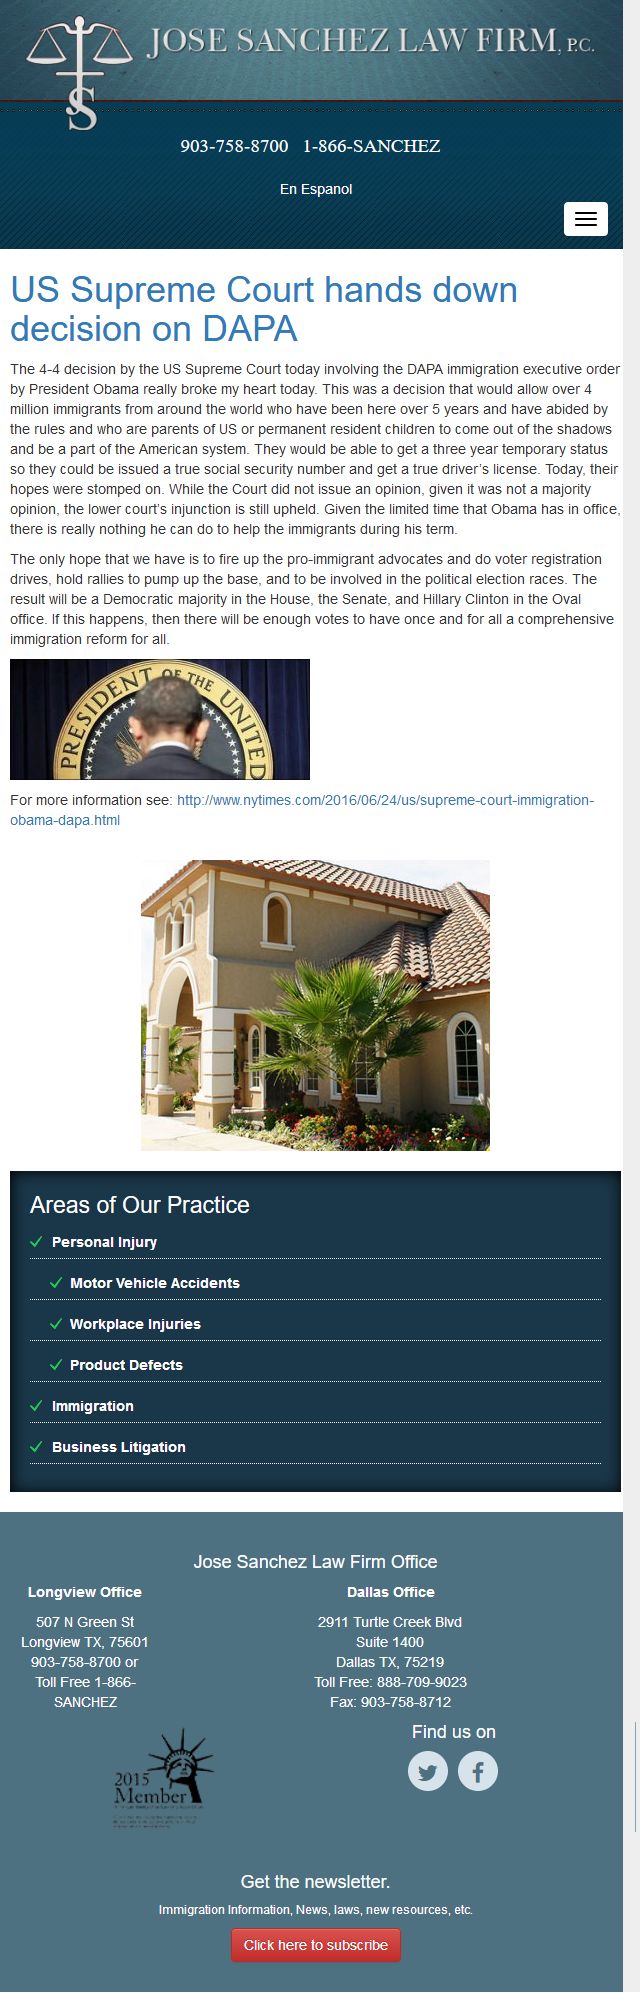 JOSE SANCHEZ LAW FIRM, P.C.
903-758-8700 1-866-SANCHEZ
En Espanol
US Supreme Court hands down
decision on DAPA
The 4-4 decision by the US Supreme Court today involving the DAPA immigration executive order
by President Obama really broke my heart today. This was a decision that would allow over 4
million immigrants from around the world who have been here over 5 years and have abided by
the rules and who are parents of US or permanent resident children to come out of the shadows
and be a part of the American system. They would be able to get a three year temporary status
so they could be issued a true social security number and get a true driver’s license. Today, their
hopes were stomped on. While the Court did not issue an opinion, given it was not a majority
opinion, the lower court’s injunction is still upheld. Given the limited time that Obama has in office,
there is really nothing he can do to help the immigrants during his term.
The only hope that we have is to fire up the pro-immigrant advocates and do voter registration
drives, hold rallies to pump up the base, and to be involved in the political election races. The
result will be a Democratic majority in the House, the Senate, and Hillary Clinton in the Oval
office. If this happens, then there will be enough votes to have once and for all a comprehensive
immigration reform for all.
PRESIDENT OF THE UNITED
For more information see: http://www.nytimes.com/2016/06/24/us/supreme-court-immigration-
obama-dapa.html
Areas of Our Practice
Personal Injury
Motor Vehicle Accidents
Workplace Injuries
Product Defects
Immigration
Business Litigation
Jose Sanchez Law Firm Office
Longview Office
507 N Green St
Longview TX, 75601
903-758-8700 or
Toll Free 1-866-
SANCHEZ
Dallas Office
2911 Turtle Creek Blvd
Suite 1400
Dallas TX, 75219
Toll Free: 888-709-9023
Fax: 903-758-8712
2015
Member
Find us on
Get the newsletter.
Immigration Information, News, laws, new resources, etc.
Click here to subscribe